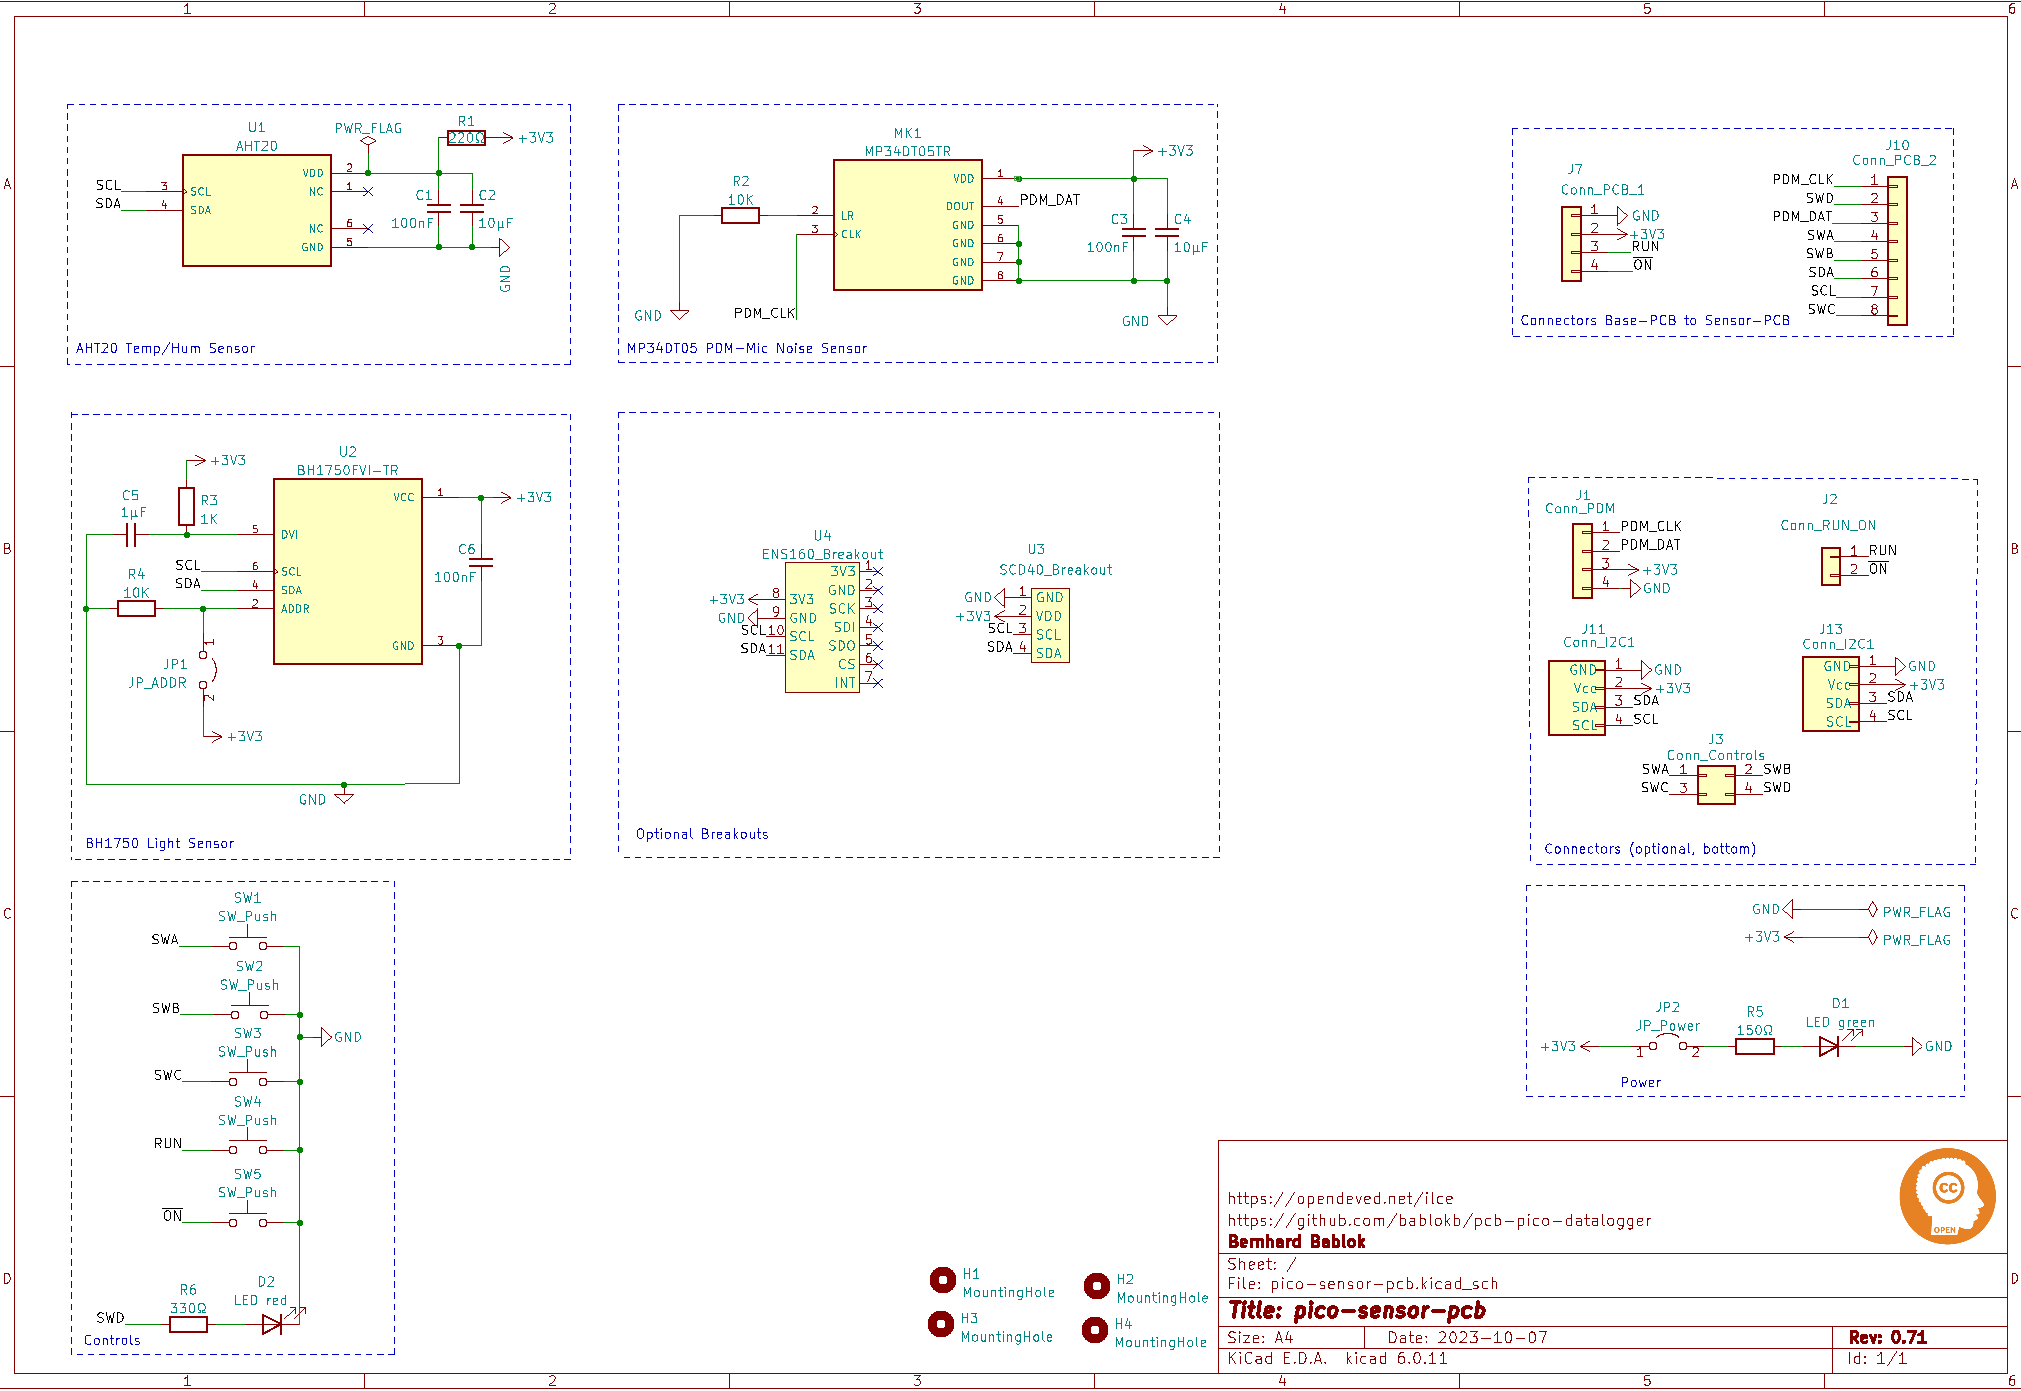 1 2 3 4 5 6
A
B
C
D
A
B
C
D
1 2 3 4 5 6
U1
AHT20
PWR_FLAG
R1
220Ω
+3V3
SCL 3 SCL
SDA 4 SDA
VDD 2
NC 1
NC 6
GND 5
C1
100nF
C2
10µF
GND
AHT20 Temp/Hum Sensor
MK1
MP34DT05TR
R2
10K
2 LR
3 CLK
VDD 1
DOUT 4 PDM_DAT
GND 5
GND 6
GND 7
GND 8
+3V3
C3
100nF
C4
10µF
GND
PDM_CLK
GND
MP34DT05 PDM-Mic Noise Sensor
J7
Conn_PCB_1
1 GND
2 +3V3
3 RUN
4 ON
J10
Conn_PCB_2
PDM_CLK 1
SWD 2
PDM_DAT 3
SWA 4
SWB 5
SDA 6
SCL 7
SWC 8
Connectors Base-PCB to Sensor-PCB
U2
BH1750FVI-TR
+3V3
C5
1µF
R3
1K
5 DVI
SCL 6 SCL
SDA 4 SDA
2 ADDR
R4
10K
VCC 1 +3V3
C6
100nF
GND 3
1
JP1
JP_ADDR
2
+3V3
GND
BH1750 Light Sensor
U4
ENS160_Breakout
+3V3 8 3V3
GND 9 GND
SCL 10 SCL
SDA 11 SDA
3V3 1
GND 2
SCK 3
SDI 4
SDO 5
CS 6
INT 7
U3
SCD40_Breakout
GND 1 GND
+3V3 2 VDD
SCL 3 SCL
SDA 4 SDA
Optional Breakouts
J1
Conn_PDM
1 PDM_CLK
2 PDM_DAT
3 +3V3
4 GND
J2
Conn_RUN_ON
1 RUN
2 ON
J11
Conn_I2C1
GND 1 GND
Vcc 2 +3V3
SDA 3 SDA
SCL 4 SCL
J13
Conn_I2C1
GND 1 GND
Vcc 2 +3V3
SDA 3 SDA
SCL 4 SCL
J3
Conn_Controls
SWA 1 2 SWB
SWC 3 4 SWD
Connectors (optional, bottom)
SW1
SW_Push
SWA
SW2
SW_Push
SWB
SW3
SW_Push
SWC
SW4
SW_Push
RUN
SW5
SW_Push
ON
GND
R6
330Ω
D2
LED red
SWD
Controls
GND PWR_FLAG
+3V3 PWR_FLAG
+3V3
JP2
JP_Power
1 2
R5
150Ω
D1
LED green
GND
Power
H1
MountingHole
H2
MountingHole
H3
MountingHole
H4
MountingHole
https://opendeved.net/ilce
https://github.com/bablokb/pcb-pico-datalogger
Bernhard Bablok
CC
OPEN
Sheet: /
File: pico-sensor-pcb.kicad_sch
Title: pico-sensor-pcb
Size: A4 Date: 2023-10-07 Rev: 0.71
KiCad E.D.A. kicad 6.0.11 Id: 1/1